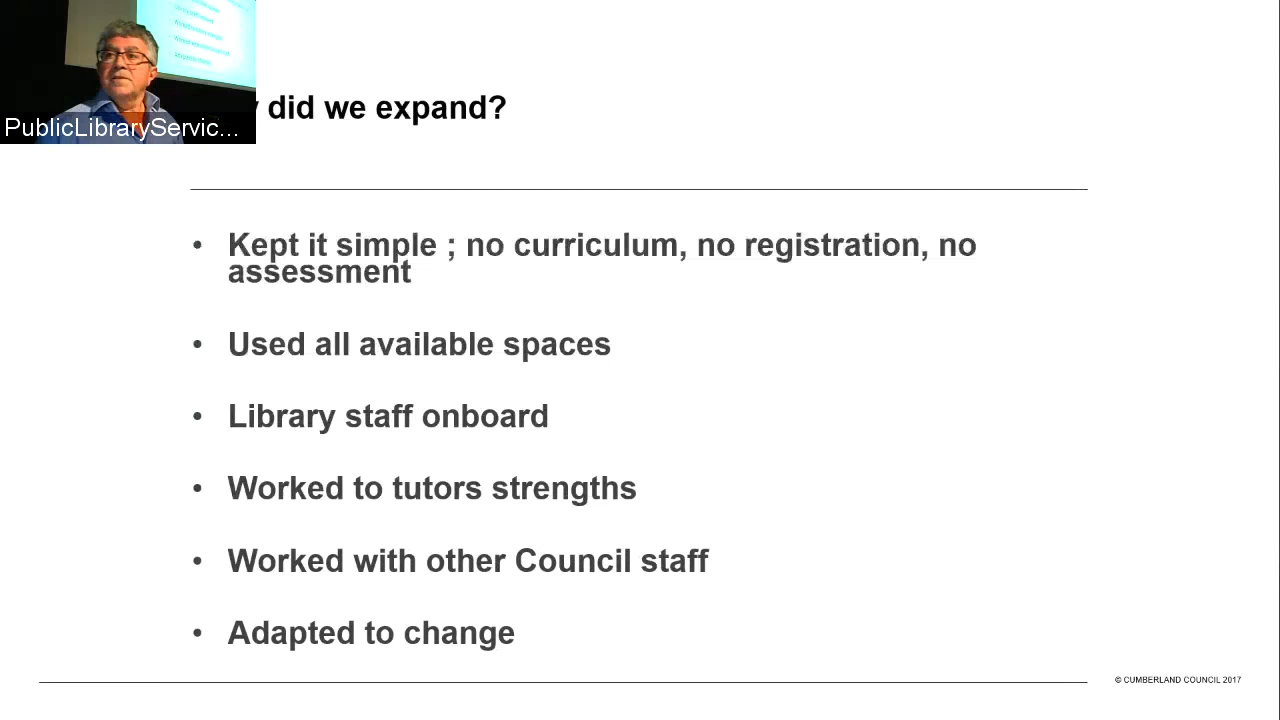 PublicLibraryServic...
did we expand?
• Kept it simple ; no curriculum, no registration, no
assessment
• Used all available spaces
• Library staff onboard
• Worked to tutors strengths
• Worked with other Council staff
• Adapted to change
© CUMBERLAND COUNCIL 2017